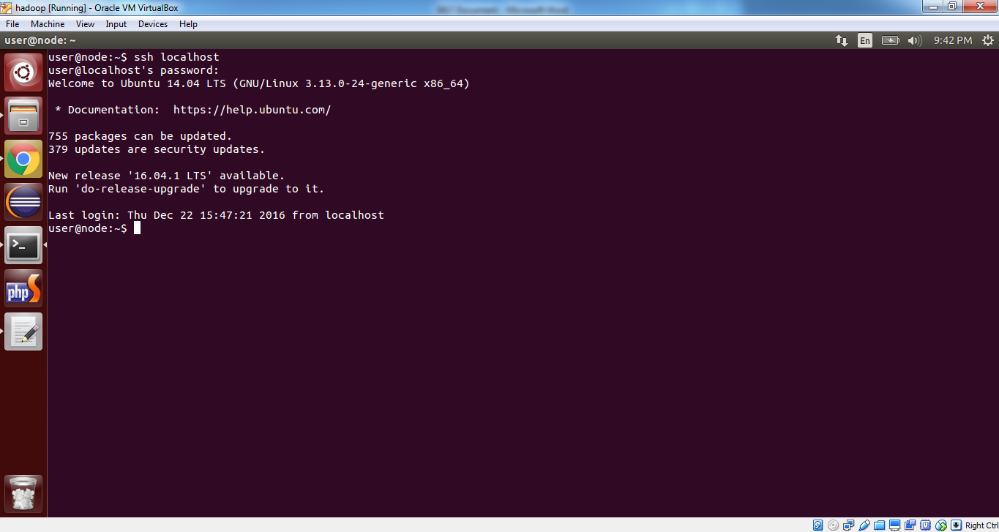 hadoop [Running] - Oracle VM VirtualBox
File Machine View Input Devices Help
user@node: ~
En
9:42 PM
user@node:~$ ssh localhost
user@localhost's password:
Welcome to Ubuntu 14.04 LTS (GNU/Linux 3.13.0-24-generic x86_64)
* Documentation:  https://help.ubuntu.com/
755 packages can be updated.
379 updates are security updates.
New release '16.04.1 LTS' available.
Run 'do-release-upgrade' to upgrade to it.
Last login: Thu Dec 22 15:47:21 2016 from localhost
user@node:~$
php
Right Ctrl